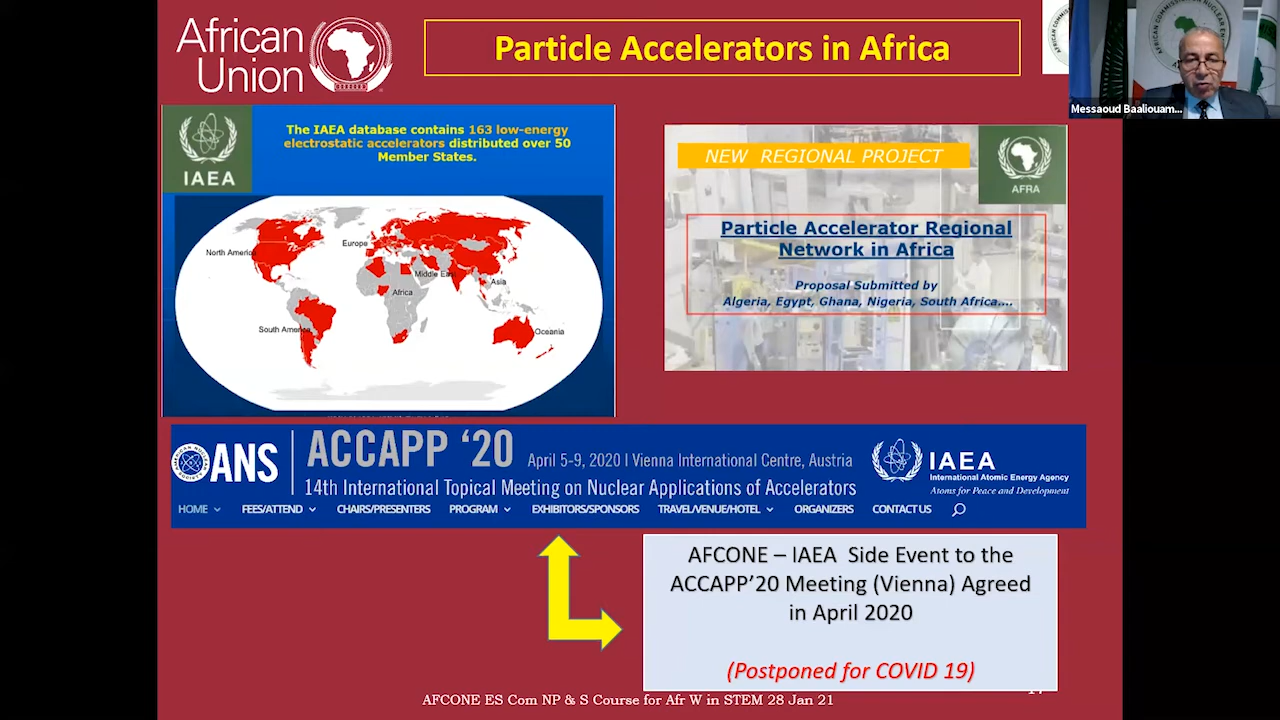 African
Union
Particle Accelerators in Africa
Messaoud Baaliouam...
IAEA
The IAEA database contains 163 low-energy
electrostatic accelerators distributed over 50
Member States.
North America
Europe
Middle East
Asia
Africa
South America
Oceania
NEW REGIONAL PROJECT
AFRA
Particle Accelerator Regional
Network in Africa
Proposal Submitted by
Algeria, Egypt, Ghana, Nigeria, South Africa....
ANS
ACCAPP ‘20 April 5-9, 2020 I Vienna International Centre, Austria
14th International Topical Meeting on Nuclear Applications of Accelerators
IAEA
International Atomic Energy Agency
Atoms for Peace and Development
HOME FEES/ATTEND CHAIRS/PRESENTERS PROGRAM EXHIBITORS/SPONSORS TRAVEL/VENUE/HOTEL ORGANIZERS CONTACT US
AFCONE – IAEA Side Event to the
ACCAPP’20 Meeting (Vienna) Agreed
in April 2020
(Postponed for COVID 19)
AFCONE ES Com NP & S Course for Afr W in STEM 28 Jan 21